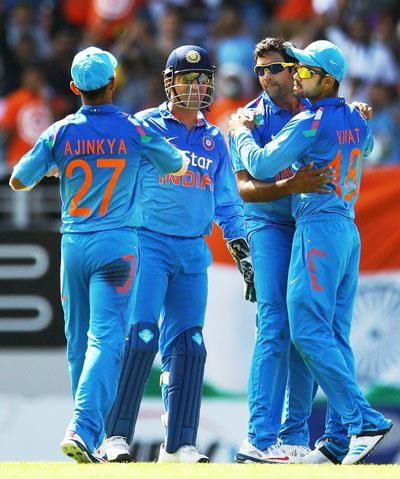 AJINKYA
27
Star
INDIA
VIRAT
18